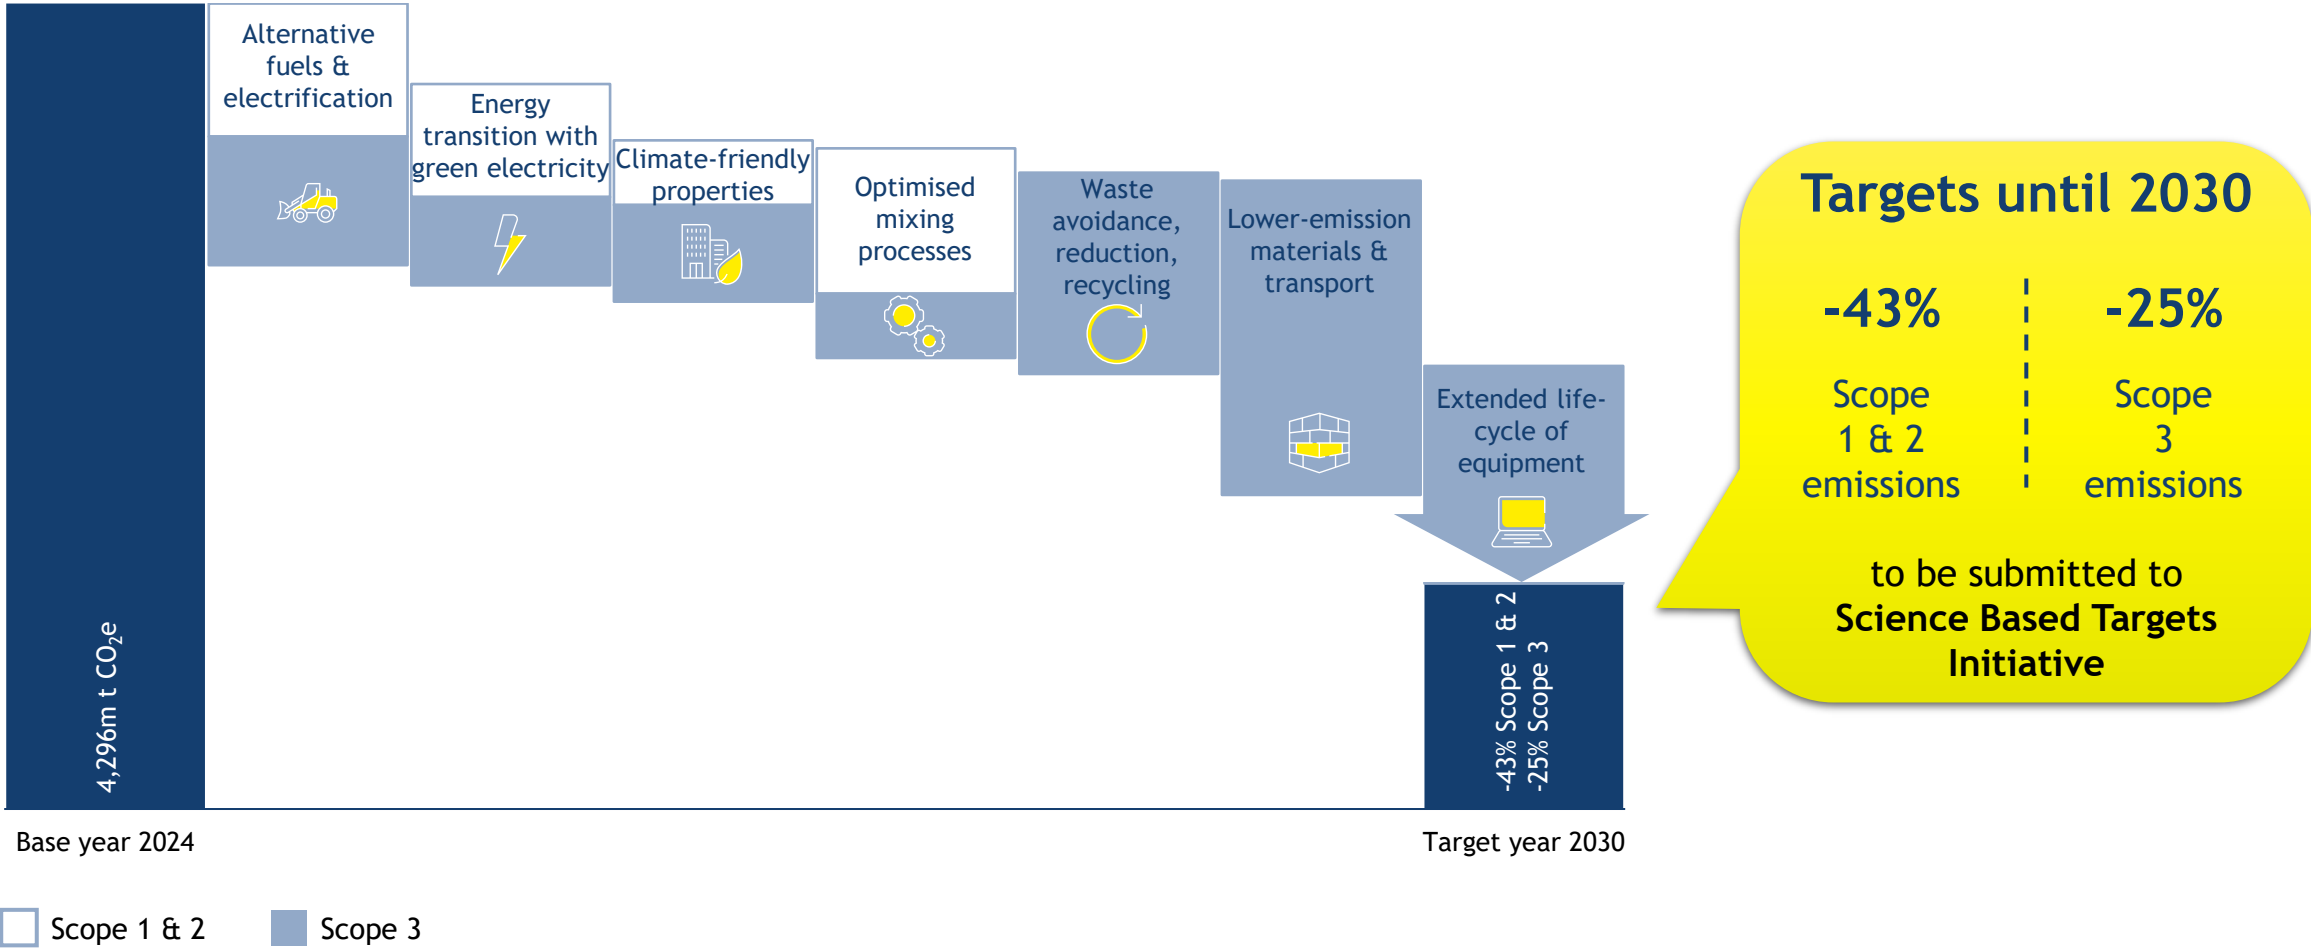 Alternative
fuels &
electrification
Energy
transition with
green electricity
Climate-friendly
properties
Optimised
mixing
processes
Waste
avoidance,
reduction,
recycling
Lower-emission
materials &
transport
Extended life-
cycle of
equipment
4,296m t CO₂e
-43% Scope 1 & 2
-25% Scope 3
Base year 2024
Target year 2030
Scope 1 & 2
Scope 3
Targets until 2030
-43%
Scope
1 & 2
emissions
-25%
Scope
3
emissions
to be submitted to
Science Based Targets
Initiative